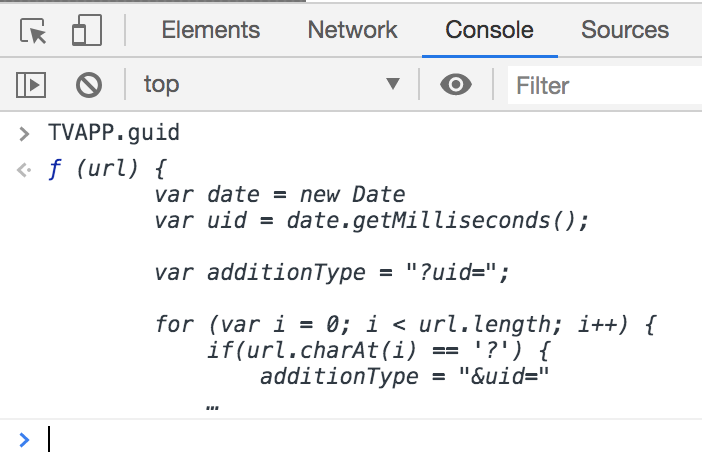 Elements Network Console Sources
top Filter
TVAPP.guid
ƒ (url) {
var date = new Date
var uid = date.getMilliseconds();
var additionType = "?uid=";
for (var i = 0; i < url.length; i++) {
if(url.charAt(i) == '?') {
additionType = "&uid="
…